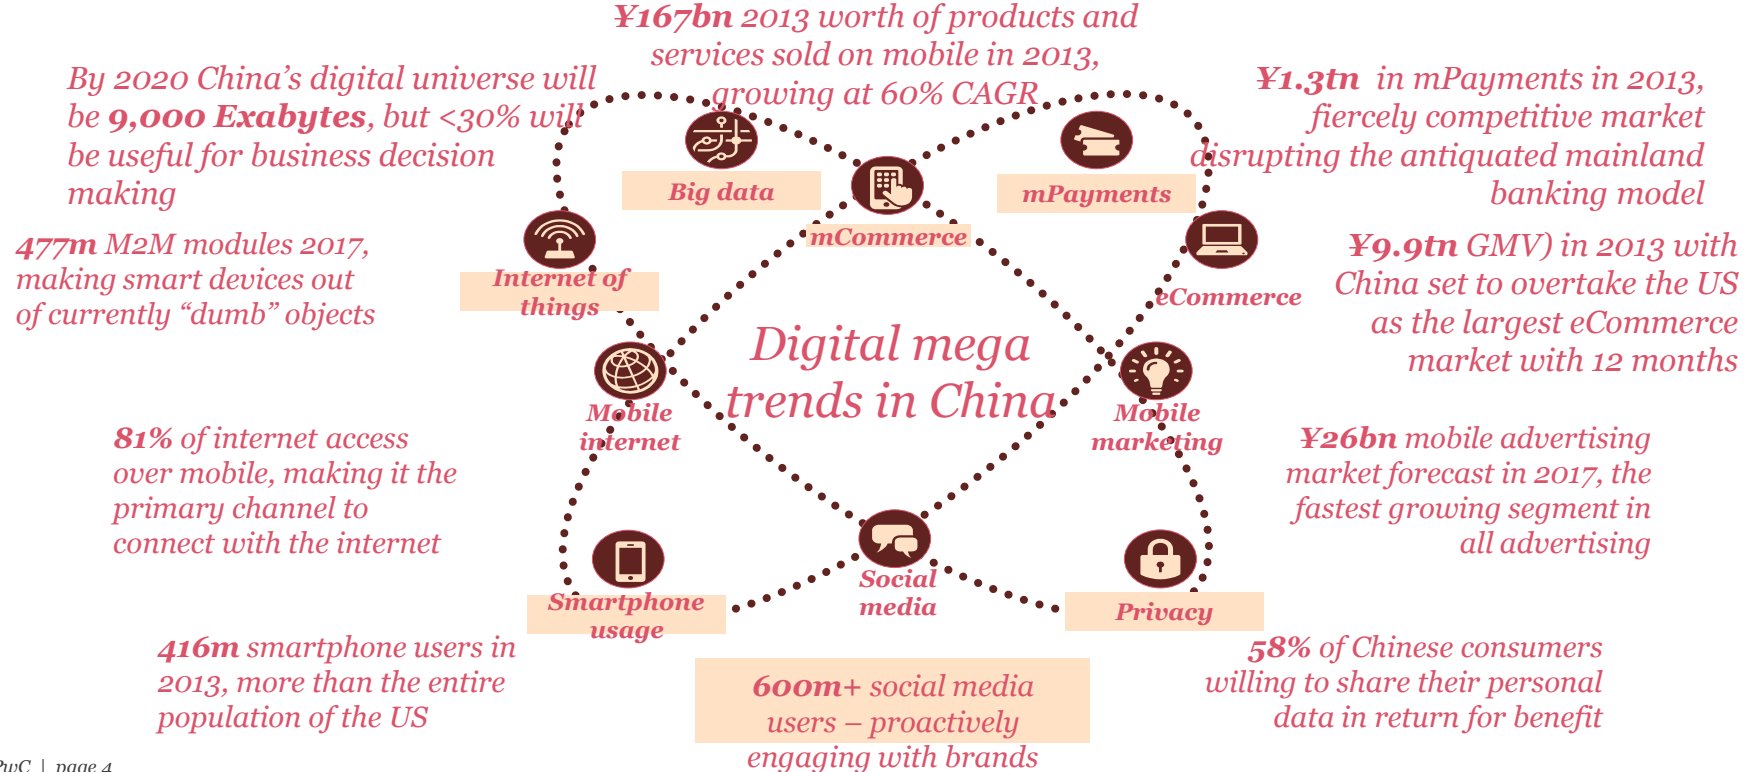 ¥167bn 2013 worth of products and
services sold on mobile in 2013,
growing at 60% CAGR
By 2020 China's digital universe will
be 9,000 Exabytes, but <30% will
be useful for business decision
making
¥1.3tn in mPayments in 2013,
fiercely competitive market
disrupting the antiquated mainland
banking model
Big data
mPayments
mCommerce
477m M2M modules 2017,
making smart devices out
of currently “dumb” objects
Internet of
things
eCommerce
¥9.9tn GMV) in 2013 with
China set to overtake the US
as the largest eCommerce
market with 12 months
Digital mega
trends in China
Mobile
internet
Mobile
marketing
81% of internet access
over mobile, making it the
primary channel to
connect with the internet
¥26bn mobile advertising
market forecast in 2017, the
fastest growing segment in
all advertising
Social
media
Smartphone
usage
Privacy
416m smartphone users in
2013, more than the entire
population of the US
600m+ social media
users – proactively
engaging with brands
58% of Chinese consumers
willing to share their personal
data in return for benefit
PwC | page 4